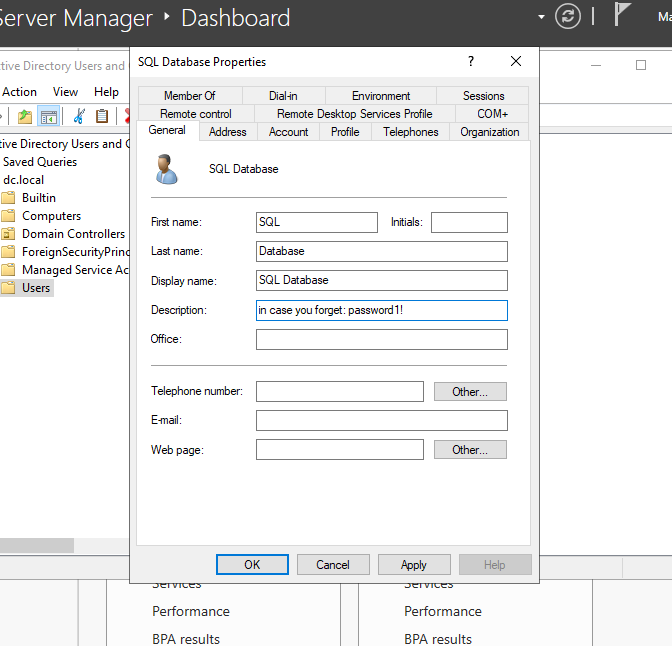 Server Manager ‣ Dashboard
Ma
SQL Database Properties
?
ctive Directory Users and
Action View Help
ctive Directory Users and C
Saved Queries
dc.local
Builtin
Computers
Domain Controllers
ForeignSecurityPrinc
Managed Service Ac
Users
Member Of Dial-in Environment Sessions
Remote control Remote Desktop Services Profile COM+
General Address Account Profile Telephones Organization
SQL Database
First name: SQL Initials:
Last name: Database
Display name: SQL Database
Description: in case you forget: password1!
Office:
Telephone number: Other...
E-mail:
Web page: Other...
OK Cancel Apply Help
Services Services
Performance Performance
BPA results BPA results